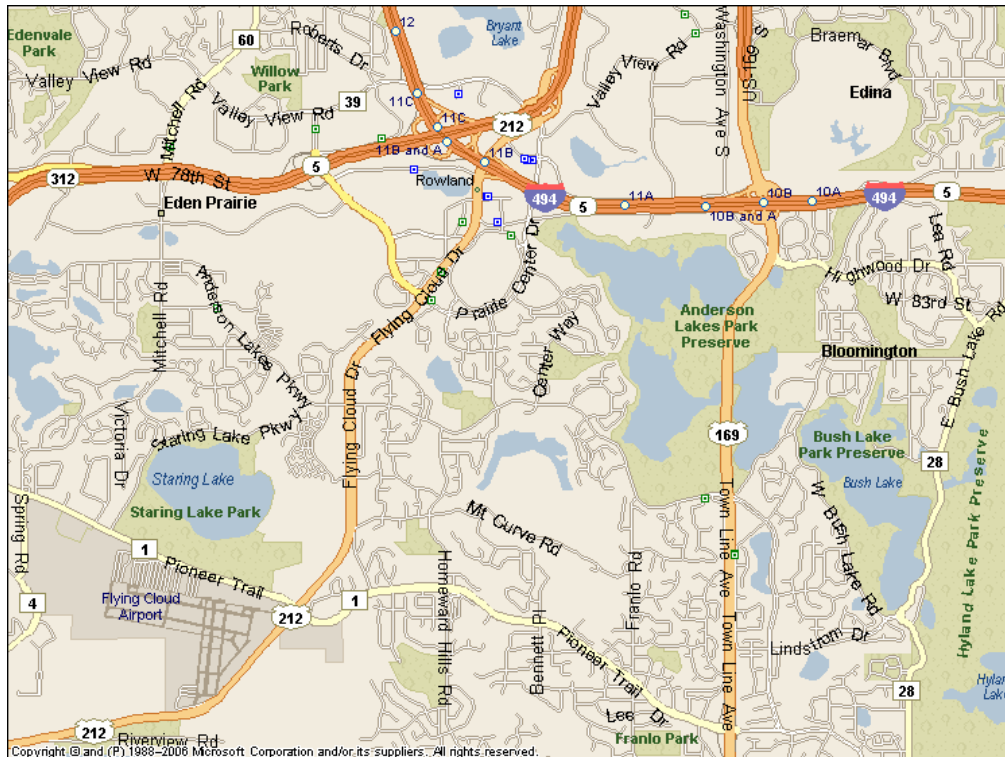 12
Bryant
Lake
Edenvale
Park
60
Roberts Dr
Valley View Rd
Washington Ave S
US-169 S
Braemar Blvd
Valley View Rd
Willow
Park
Mitchell Rd
Valley View Rd
39
11C
11C
212
Edina
11B and A
11B
5
312
W 78th St
Rowland
494
5
11A
10B and A
10B
10A
494
5
Eden Prairie
Lea Rd
Highwood Dr
W 83rd St
Anderson Lakes Pkwy
Mitchell Rd
Flying Cloud Dr
Prairie Center Dr
Center Way
Anderson
Lakes Park
Preserve
Bloomington
E Bush Lake Rd
Victoria Dr
Staring Lake Pkwy
Flying Cloud Dr
169
Bush Lake
Park Preserve
28
Bush Lake
Staring Lake
Staring Lake Park
Spring Rd
Mt Curve Rd
Town Line Ave
W Bush Lake Rd
Hyland Lake Park Preserve
1
Pioneer Trail
Flying Cloud
Airport
4
212
1
Homeward Hills Rd
Bennett Pl
Franlo Rd
Pioneer Trail
Town Line Ave
Lindstrom Dr
28
Hylan
Lake
212
Riverview Rd
Lee Dr
Franlo Park
Copyright © and (P) 1988–2006 Microsoft Corporation and/or its suppliers. All rights reserved.